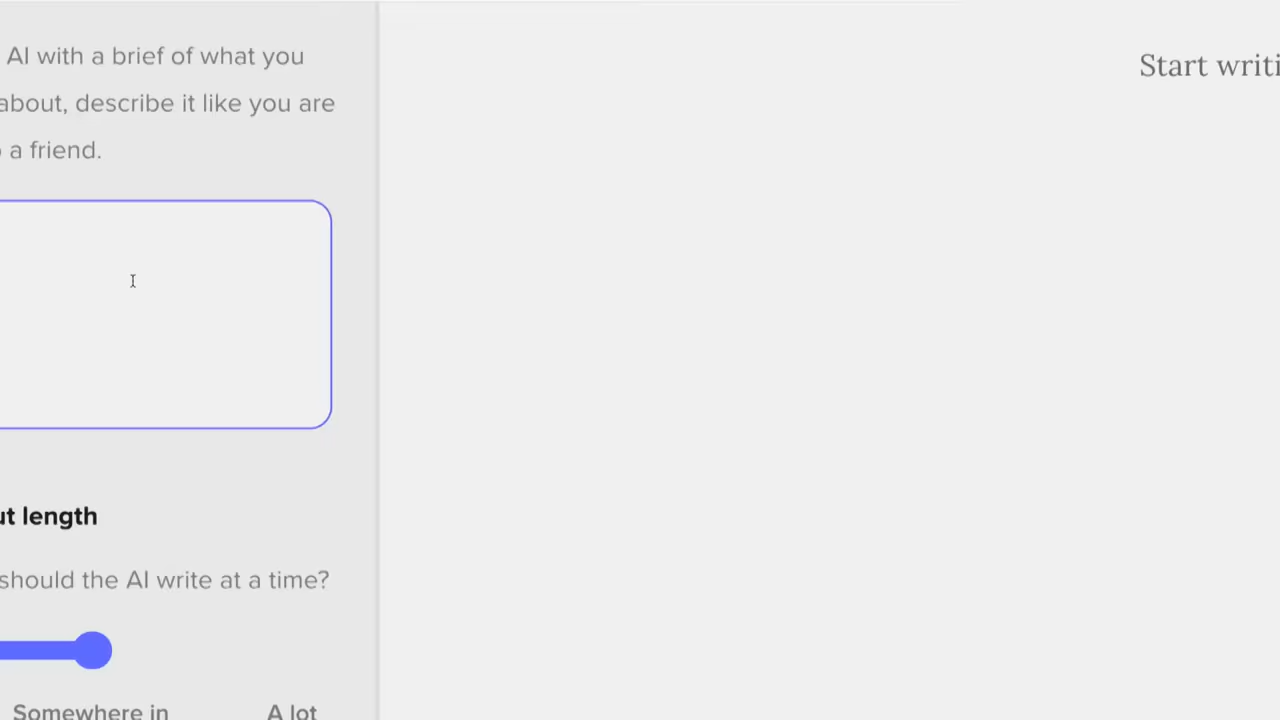 AI with a brief of what you
about, describe it like you are
a friend.
Start writi
ut length
should the AI write at a time?
Somewhere in
A lot